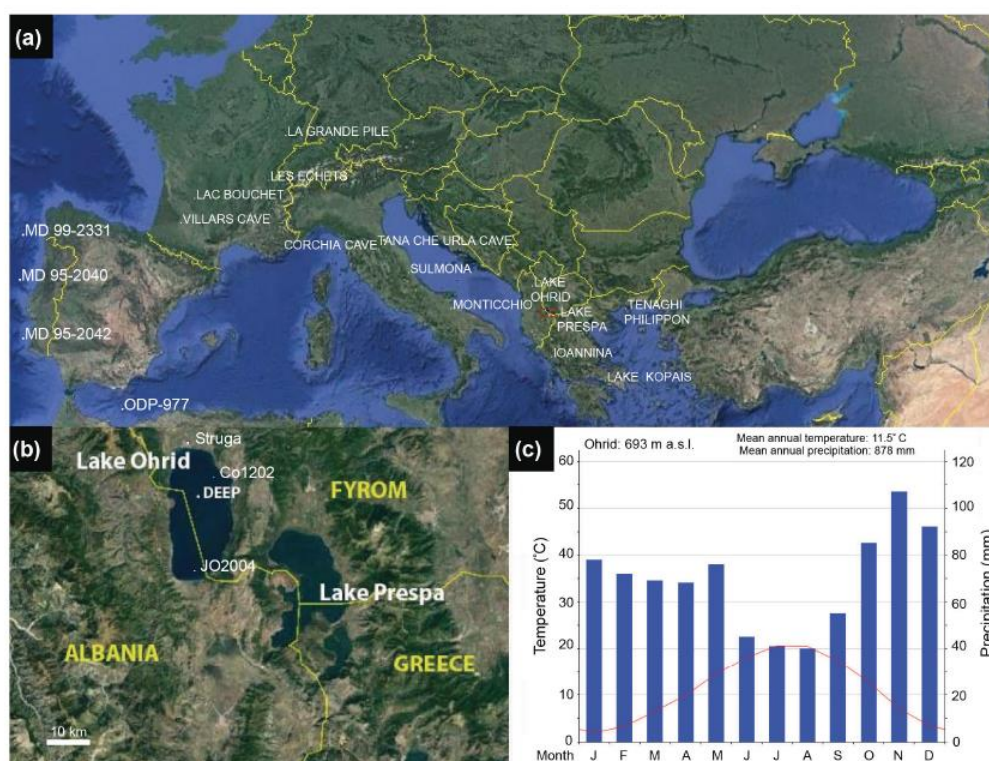 (a)
.LA GRANDE PILE
LES ECHETS
LAC BOUCHET
.VILLARS CAVE
.MD 99-2331
CORCHIA CAVE
TANA CHE URLA CAVE
.MD 95-2040
SULMONA
LAKE
OHRID
MONTICCHIO
LAKE
PRESPA
TENAGHI
PHILIPPON
.MD 95-2042
IOANNINA
LAKE KOPAIS
.ODP-977
(b)
. Struga
Lake Ohrid
. Co1202
. DEEP
FYROM
. JO2004
Lake Prespa
ALBANIA
GREECE
10 km
(c)
Ohrid: 693 m a.s.l.
Mean annual temperature: 11.5˚ C
Mean annual precipitation: 878 mm
60
50
40
30
20
10
0
Temperature (˚C)
120
100
80
60
40
20
0
Precipitation (mm)
Month J F M A M J J A S O N D